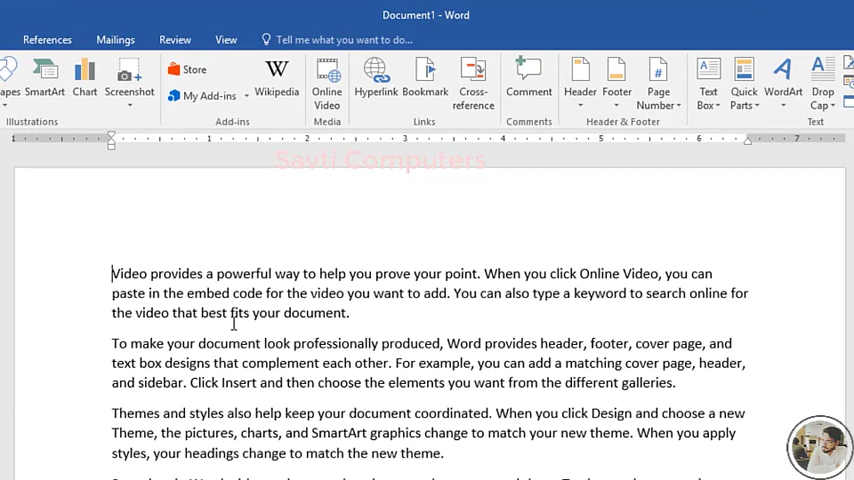 Document1 - Word
References Mailings Review View Tell me what you want to do...
SmartArt Chart Screenshot Store My Add-ins Wikipedia Online Video Hyperlink Bookmark Cross-reference Comment Header Footer Page Number Text Box Quick Parts WordArt Drop Cap
Illustrations Add-ins Media Links Comments Header & Footer Text
1 1 2 3 4 5 6 7
Savti Computers
Video provides a powerful way to help you prove your point. When you click Online Video, you can
paste in the embed code for the video you want to add. You can also type a keyword to search online for
the video that best fits your document.
To make your document look professionally produced, Word provides header, footer, cover page, and
text box designs that complement each other. For example, you can add a matching cover page, header,
and sidebar. Click Insert and then choose the elements you want from the different galleries.
Themes and styles also help keep your document coordinated. When you click Design and choose a new
Theme, the pictures, charts, and SmartArt graphics change to match your new theme. When you apply
styles, your headings change to match the new theme.